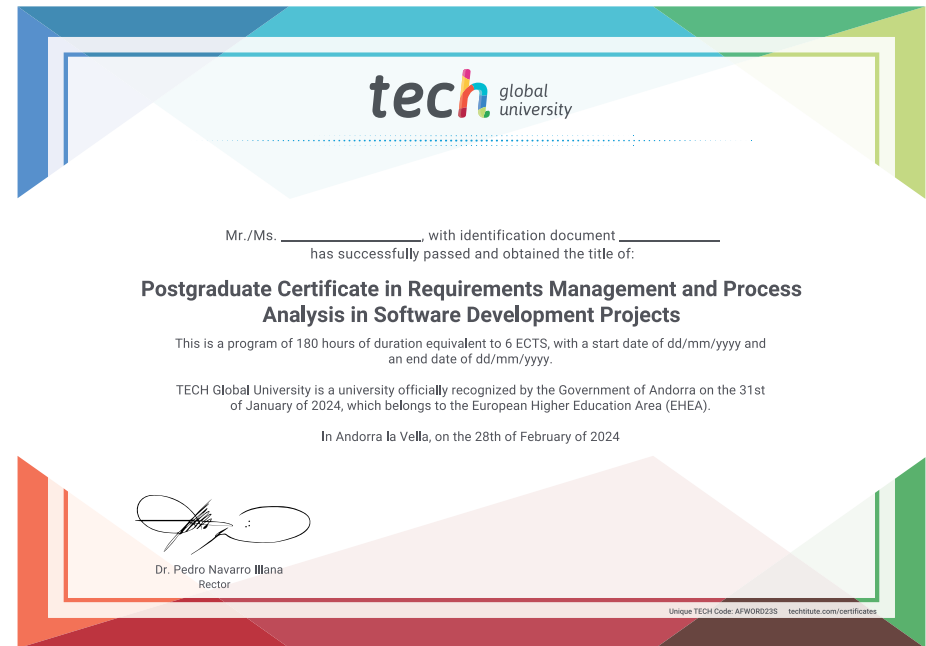 tech global
university
Mr./Ms. ____________, with identification document ____________
has successfully passed and obtained the title of:
Postgraduate Certificate in Requirements Management and Process
Analysis in Software Development Projects
This is a program of 180 hours of duration equivalent to 6 ECTS, with a start date of dd/mm/yyyy and
an end date of dd/mm/yyyy.
TECH Global University is a university officially recognized by the Government of Andorra on the 31st
of January of 2024, which belongs to the European Higher Education Area (EHEA).
In Andorra la Vella, on the 28th of February of 2024
Dr. Pedro Navarro Illana
Rector
Unique TECH Code: AFWORD23S techtitute.com/certificates